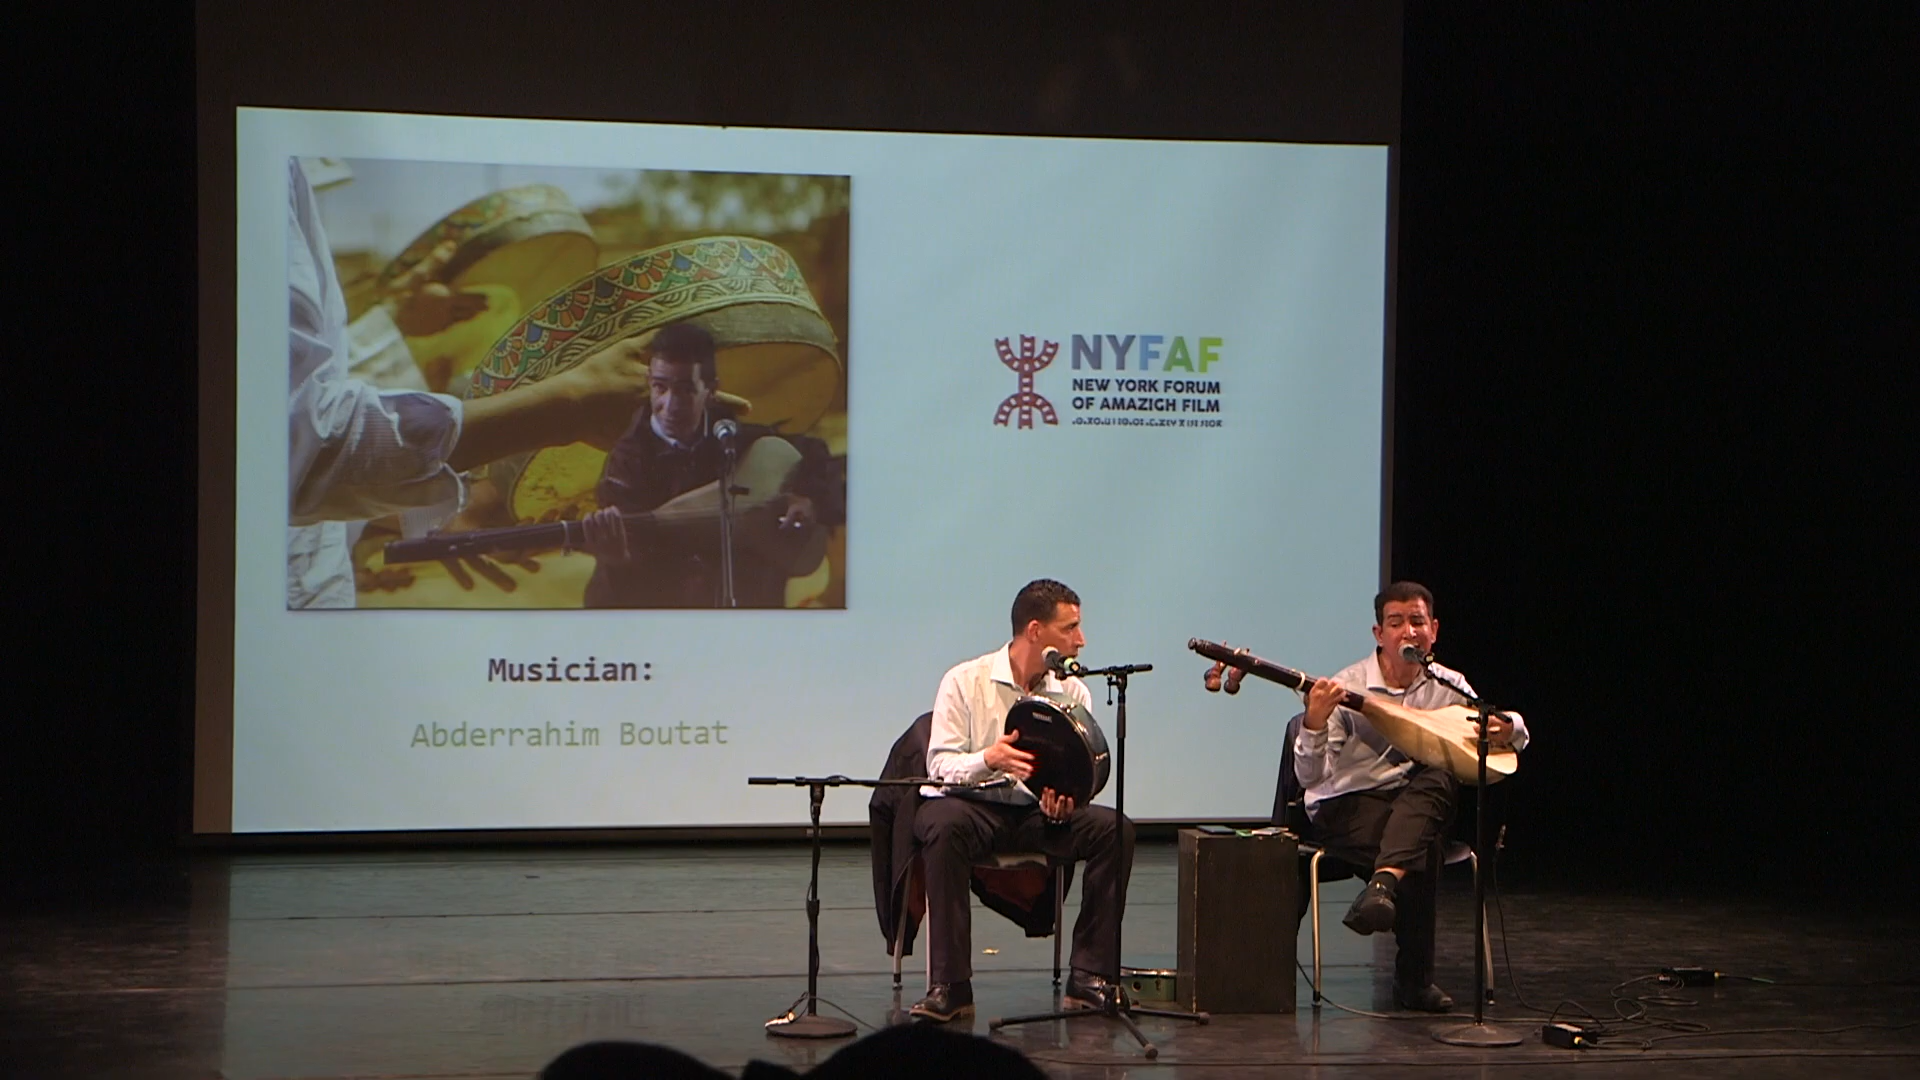 Musician:
Abderrahim Boutat
NYFAF
NEW YORK FORUM
OF AMAZIGH FILM